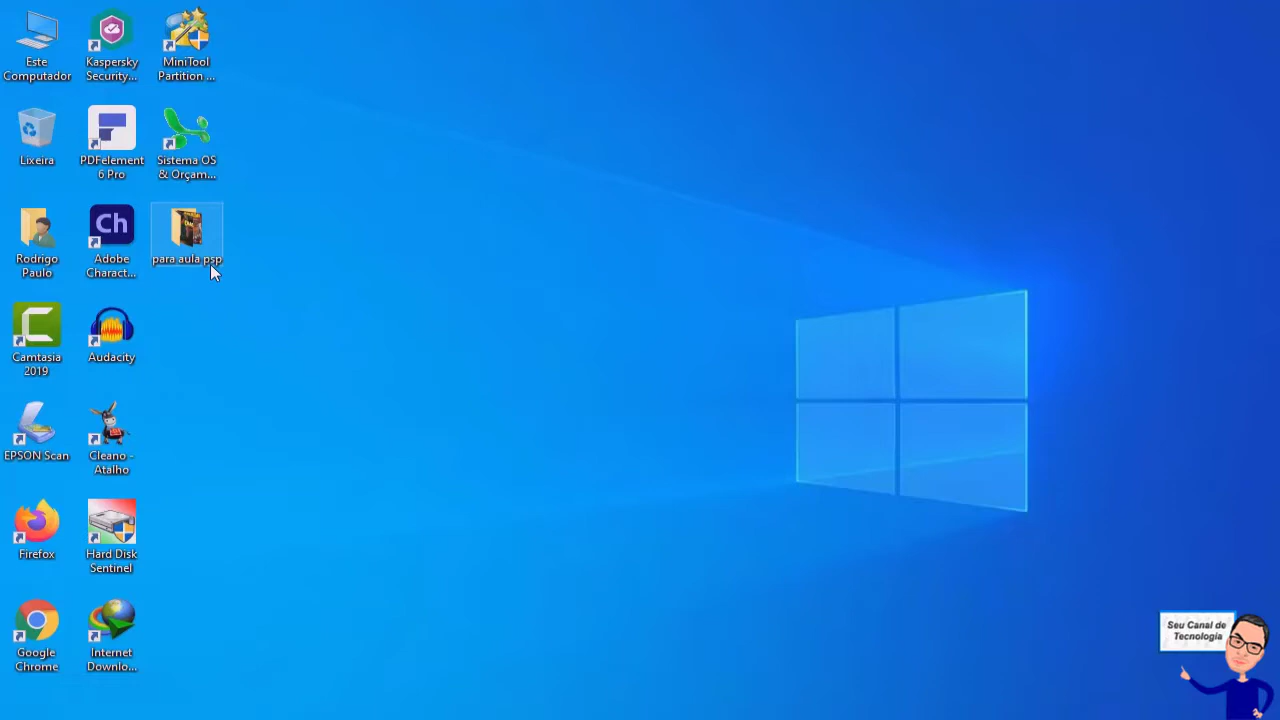 Este
Computador
Kaspersky
Security...
MiniTool
Partition ...
Lixeira
PDFelement
6 Pro
Sistema OS
& Orçam...
Rodrigo
Paulo
Ch
Adobe
Charact...
para aula psp
Camtasia
2019
Audacity
EPSON Scan
Cleano -
Atalho
Firefox
Hard Disk
Sentinel
Google
Chrome
Internet
Downlo...
Seu Canal de
Tecnologia